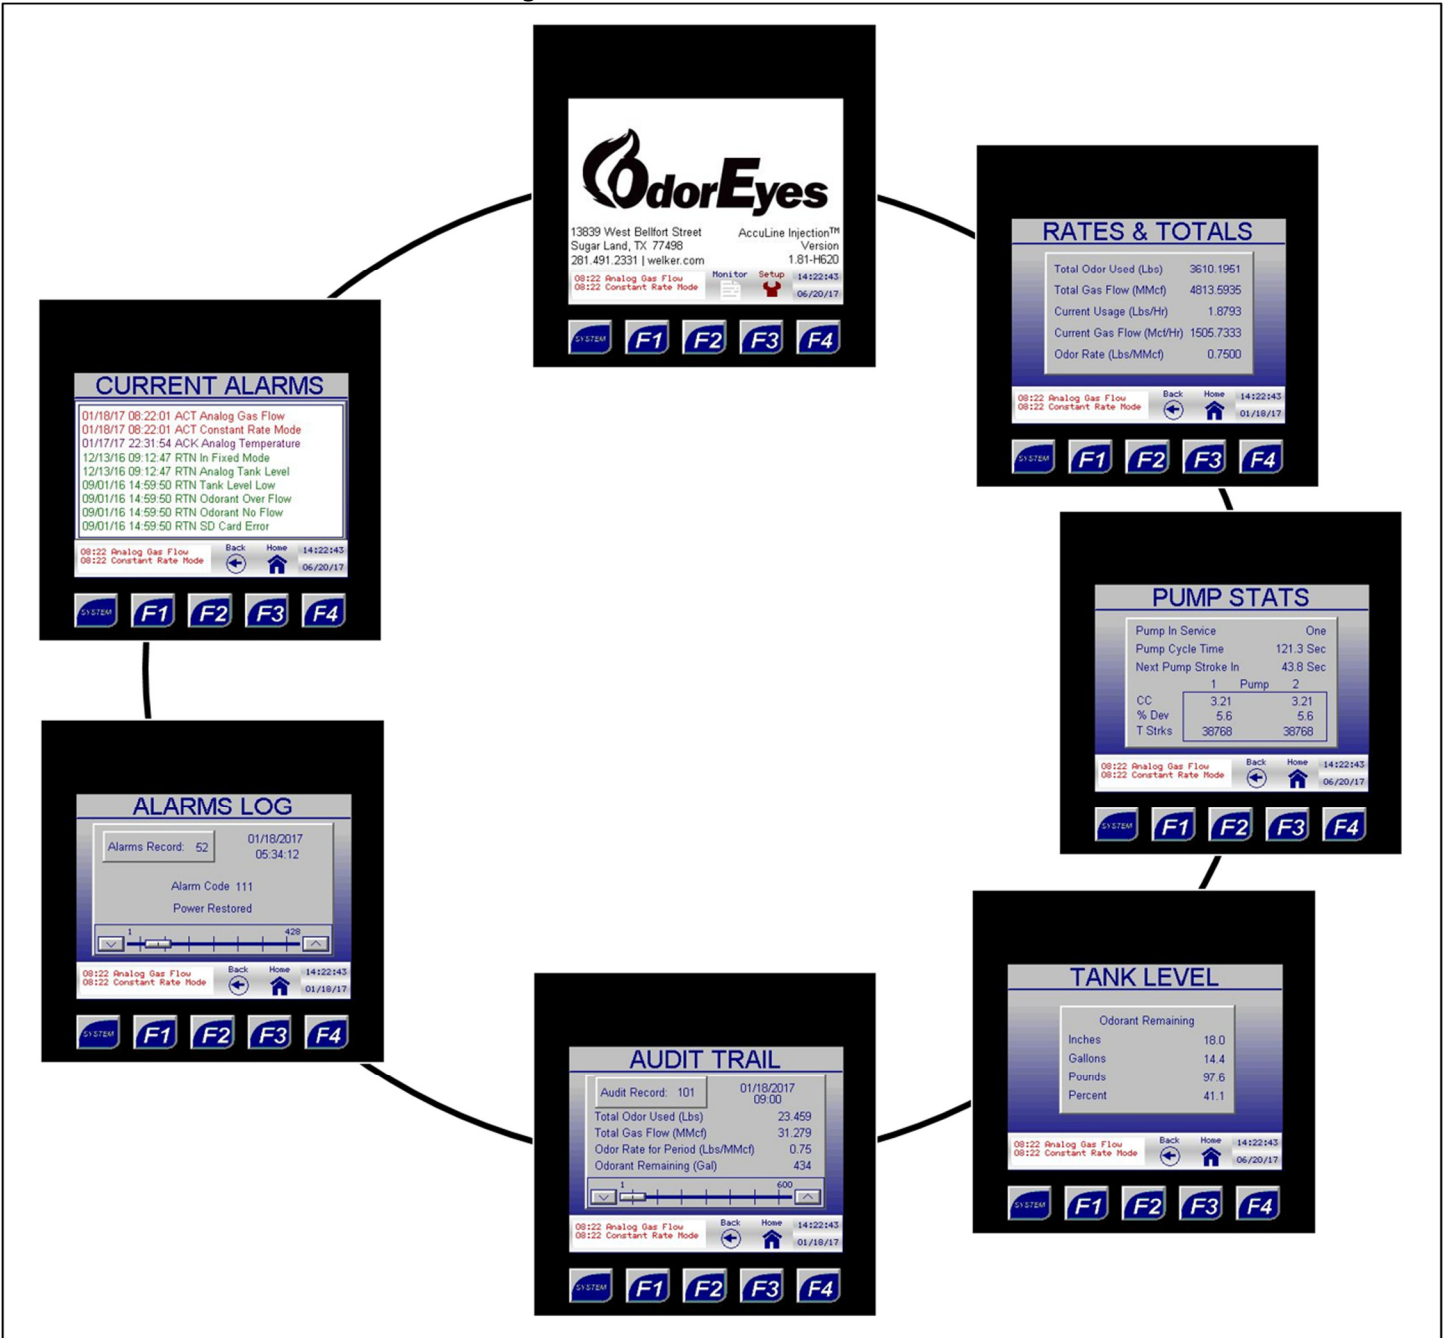 OdorEyes
13839 West Bellfort Street AccuLine Injection™
Sugar Land, TX 77498 Version
281.491.2331 | welker.com 1.81-H620
08:22 Analog Gas Flow Monitor Setup 14:22:43
08:22 Constant Rate Mode 06/20/17
SYSTEM F1 F2 F3 F4
RATES & TOTALS
Total Odor Used (Lbs) 3610.1951
Total Gas Flow (MMcf) 4813.5935
Current Usage (Lbs/Hr) 1.8793
Current Gas Flow (Mcf/Hr) 1505.7333
Odor Rate (Lbs/MMcf) 0.7500
08:22 Analog Gas Flow Back Home 14:22:43
08:22 Constant Rate Mode 01/18/17
SYSTEM F1 F2 F3 F4
PUMP STATS
Pump In Service One
Pump Cycle Time 121.3 Sec
Next Pump Stroke In 43.8 Sec
1 Pump 2
CC 3.21 3.21
% Dev 5.6 5.6
T Strks 38768 38768
08:22 Analog Gas Flow Back Home 14:22:43
08:22 Constant Rate Mode 06/20/17
SYSTEM F1 F2 F3 F4
TANK LEVEL
Odorant Remaining
Inches 18.0
Gallons 14.4
Pounds 97.6
Percent 41.1
08:22 Analog Gas Flow Back Home 14:22:43
08:22 Constant Rate Mode 06/20/17
SYSTEM F1 F2 F3 F4
AUDIT TRAIL
Audit Record: 101 01/18/2017
09:00
Total Odor Used (Lbs) 23.459
Total Gas Flow (MMcf) 31.279
Odor Rate for Period (Lbs/MMcf) 0.75
Odorant Remaining (Gal) 434
1 600
08:22 Analog Gas Flow Back Home 14:22:43
08:22 Constant Rate Mode 01/18/17
SYSTEM F1 F2 F3 F4
ALARMS LOG
Alarms Record: 52 01/18/2017
05:34:12
Alarm Code 111
Power Restored
1 428
08:22 Analog Gas Flow Back Home 14:22:43
08:22 Constant Rate Mode 01/18/17
SYSTEM F1 F2 F3 F4
CURRENT ALARMS
01/18/17 08:22:01 ACT Analog Gas Flow
01/18/17 08:22:01 ACT Constant Rate Mode
01/17/17 22:31:54 ACK Analog Temperature
12/13/16 09:12:47 RTN In Fixed Mode
12/13/16 09:12:47 RTN Analog Tank Level
09/01/16 14:59:50 RTN Tank Level Low
09/01/16 14:59:50 RTN Odorant Over Flow
09/01/16 14:59:50 RTN Odorant No Flow
09/01/16 14:59:50 RTN SD Card Error
08:22 Analog Gas Flow Back Home 14:22:43
08:22 Constant Rate Mode 06/20/17
SYSTEM F1 F2 F3 F4